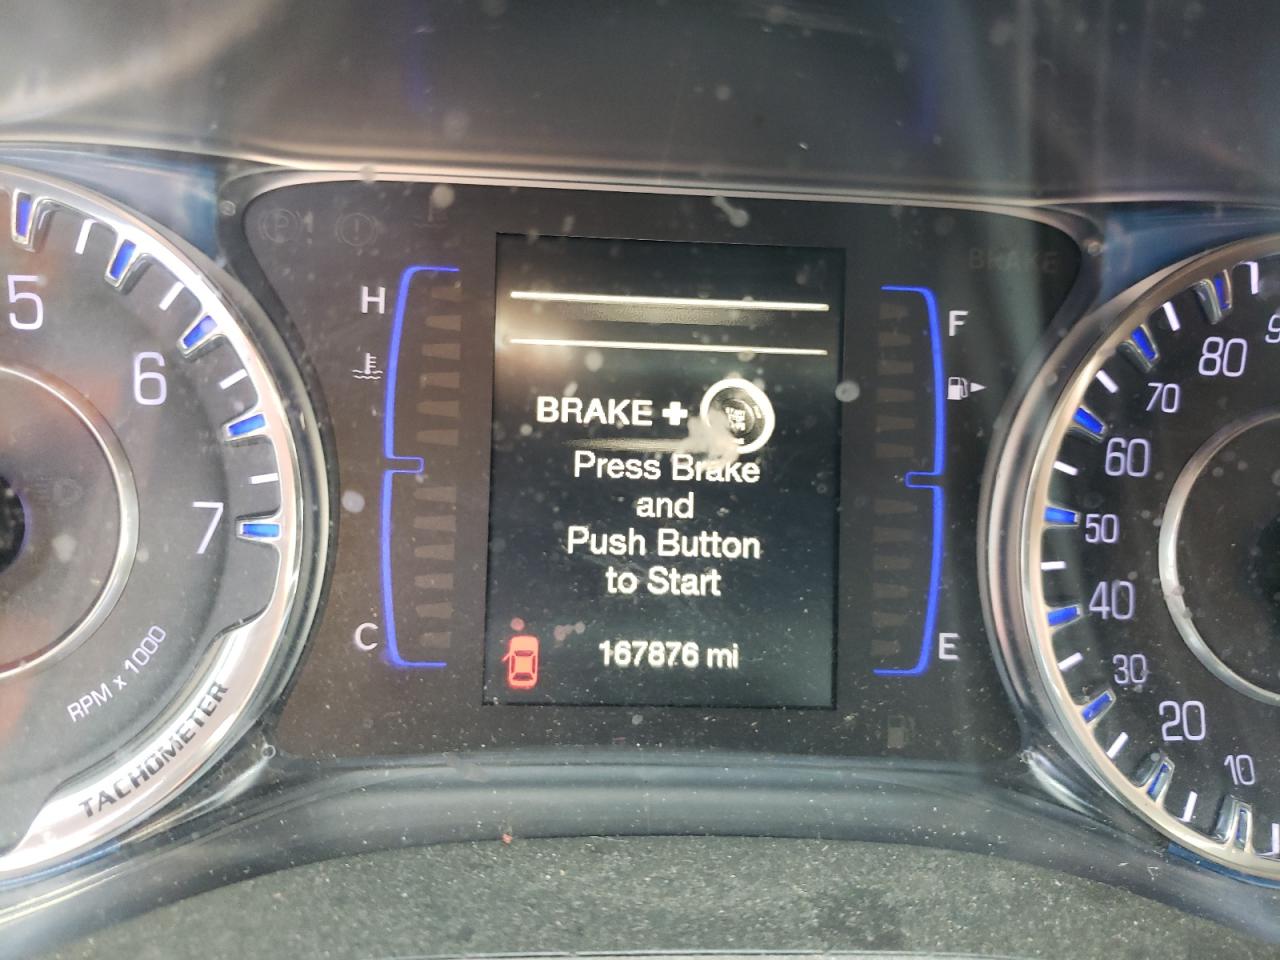 BRAKE
H
F
5
6
7
RPM x 1000
TACHOMETER
BRAKE +
Press Brake
and
Push Button
to Start
167876 mi
C
E
80
70
60
50
40
30
20
10